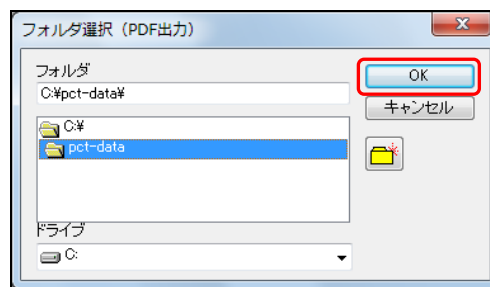 フォルダ選択（PDF出力）
フォルダ
C:¥pct-data¥
C:¥
pct-data
ドライブ
C:
OK
キャンセル